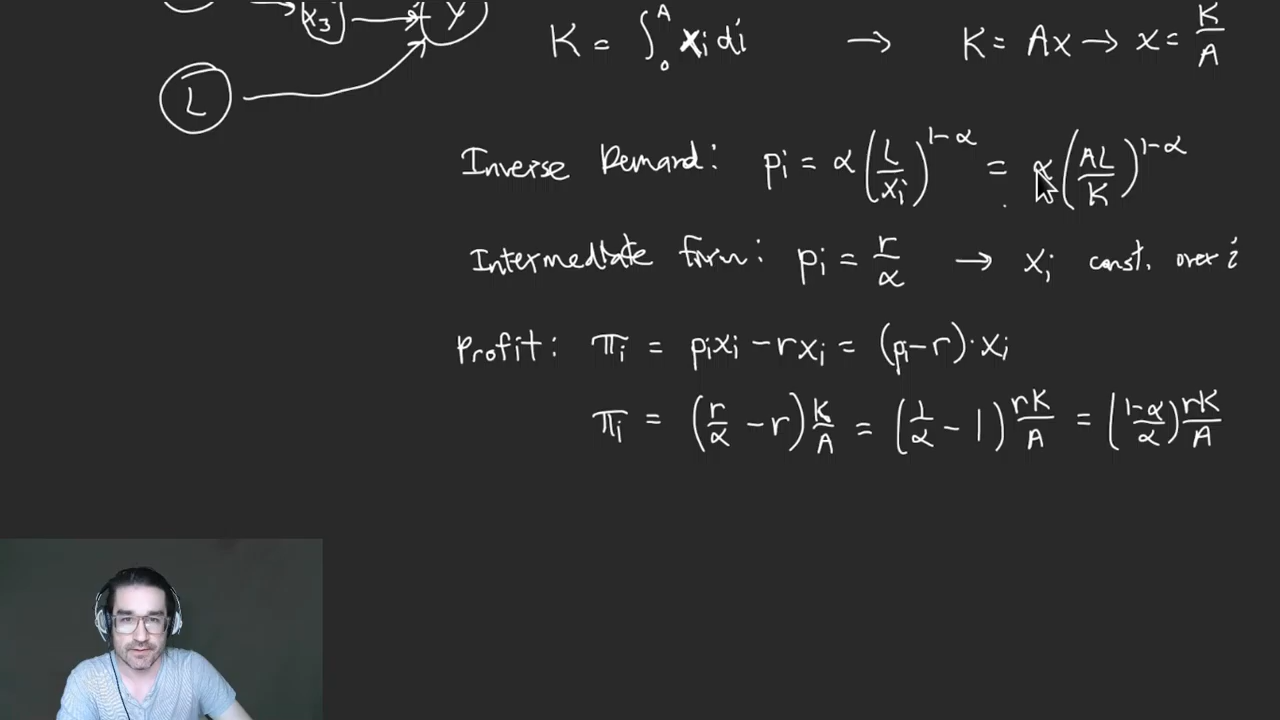 x₃ → Y
L
K = ∫₀ᴬ xᵢ di → K = Ax → x = K/A
Inverse Demand: pᵢ = α(L/xᵢ)^{1-α} = α(AL/K)^{1-α}
Intermediate firm: pᵢ = r/α → xᵢ const. over i
Profit: πᵢ = pᵢxᵢ - rxᵢ = (pᵢ-r)·xᵢ
πᵢ = (r/α - r) K/A = (1/α - 1) rK/A = (1-α/α) rK/A